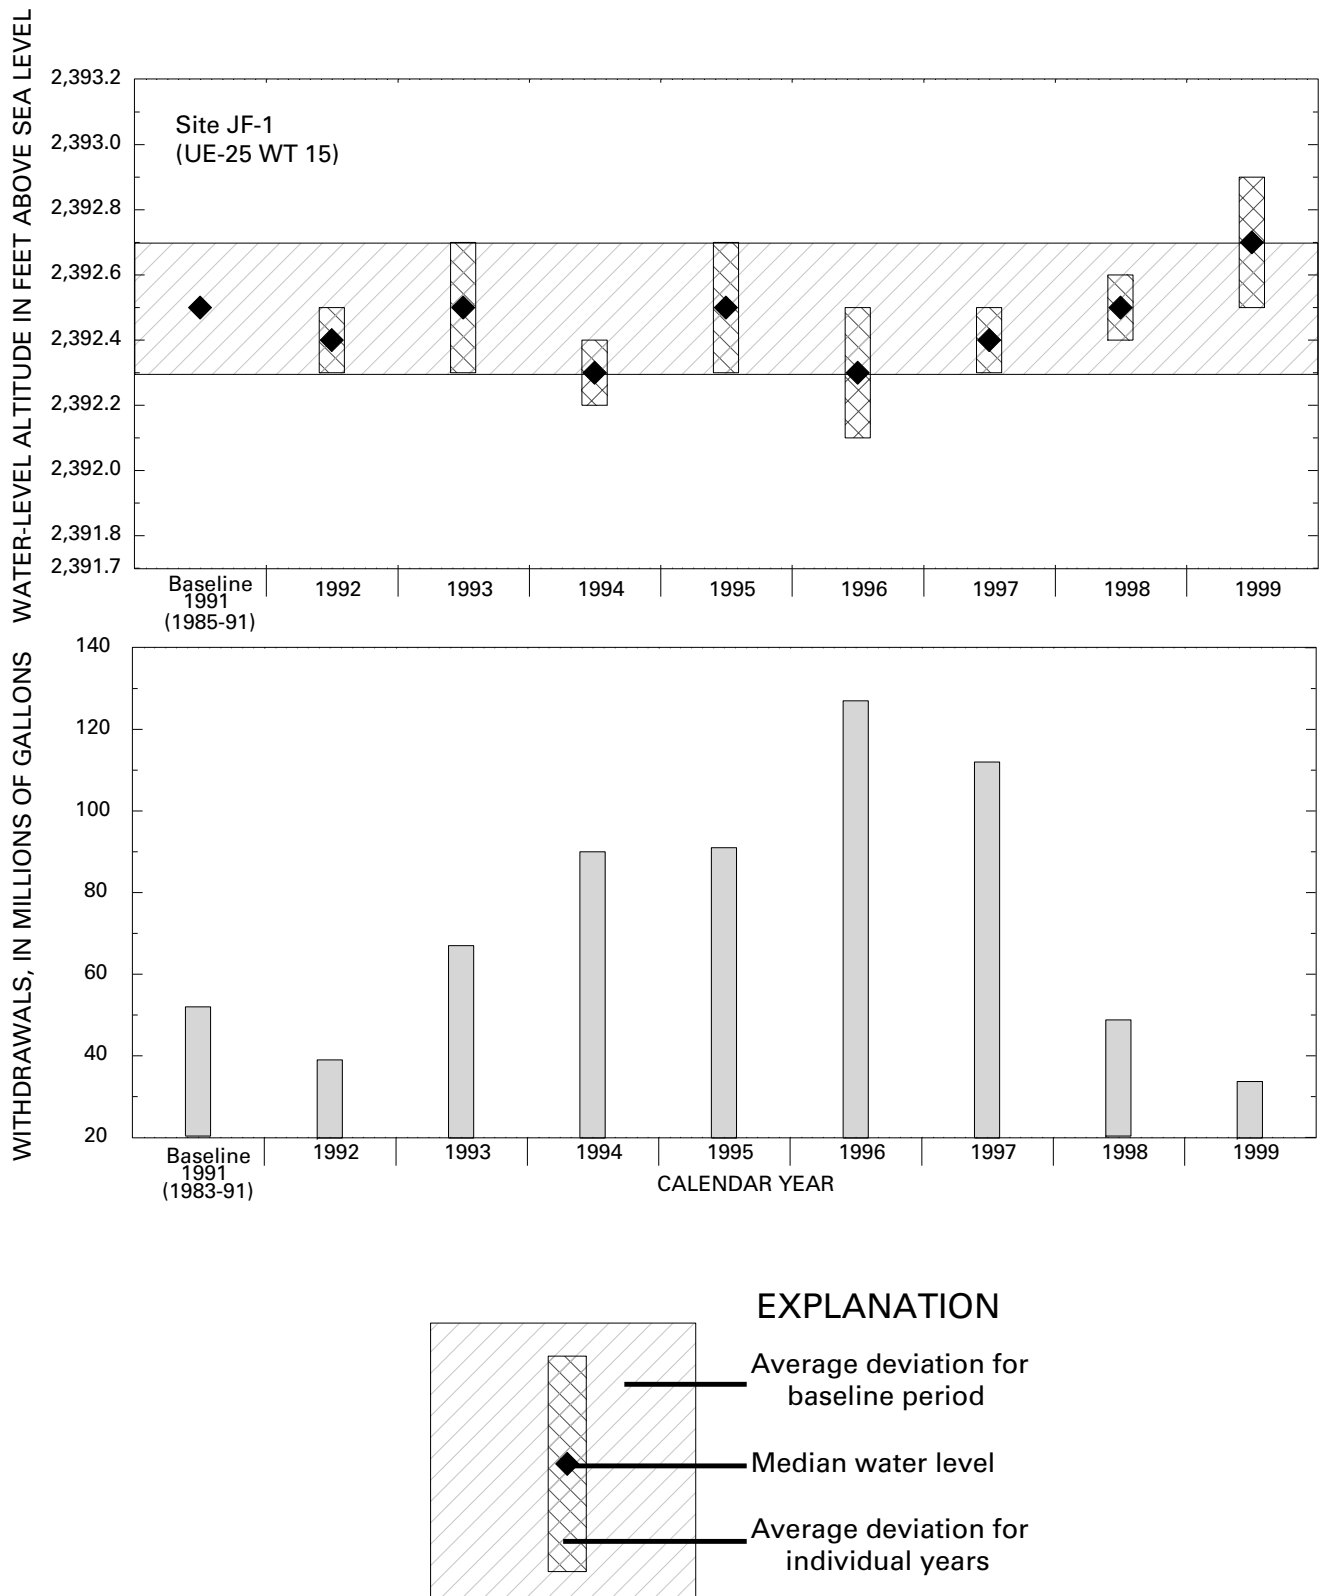 WATER-LEVEL ALTITUDE IN FEET ABOVE SEA LEVEL
2,393.2
2,393.0
2,392.8
2,392.6
2,392.4
2,392.2
2,392.0
2,391.8
2,391.7
Site JF-1
(UE-25 WT 15)
Baseline
1991
(1985-91)
1992
1993
1994
1995
1996
1997
1998
1999
WITHDRAWALS, IN MILLIONS OF GALLONS
140
120
100
80
60
40
20
Baseline
1991
(1983-91)
1992
1993
1994
1995
1996
1997
1998
1999
CALENDAR YEAR
EXPLANATION
Average deviation for
baseline period
Median water level
Average deviation for
individual years